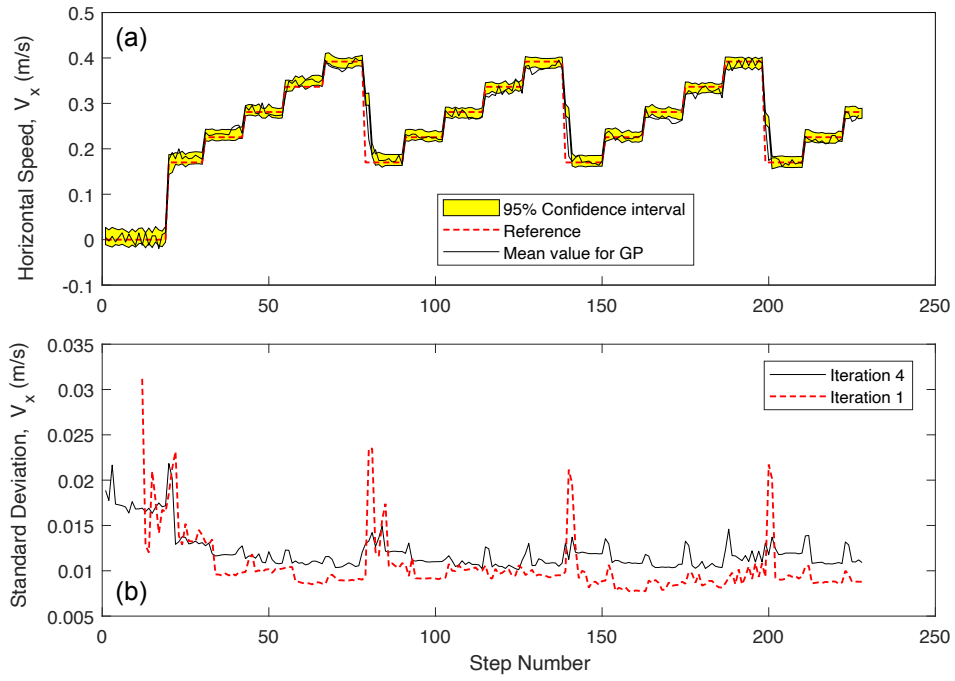 (a)
Horizontal Speed, V_x (m/s)
0.5
0.4
0.3
0.2
0.1
0
-0.1
95% Confidence interval
Reference
Mean value for GP
0 50 100 150 200 250
(b)
Standard Deviation, V_x (m/s)
0.035
0.03
0.025
0.02
0.015
0.01
0.005
Iteration 4
Iteration 1
0 50 100 150 200 250
Step Number